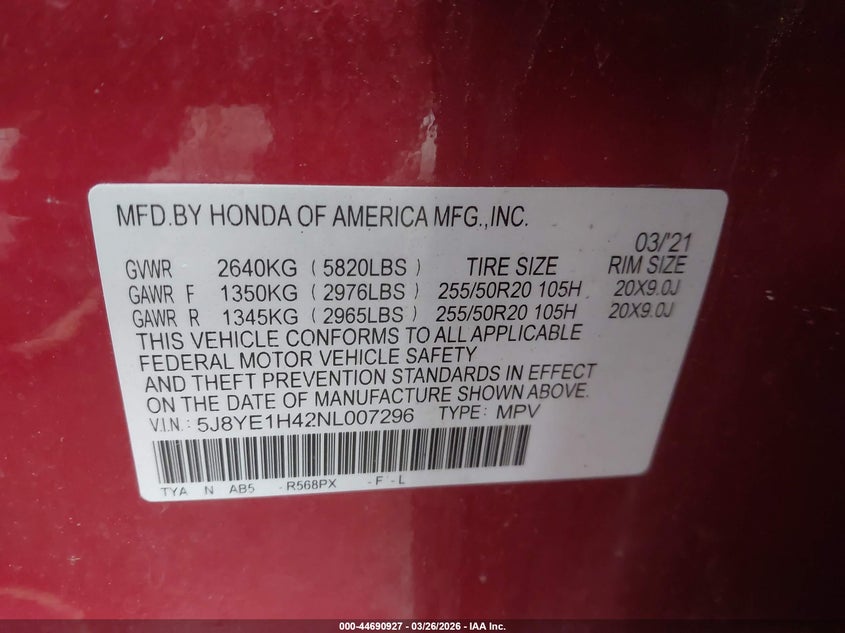 MFD.BY HONDA OF AMERICA MFG.,INC.
03/'21
GVWR 2640KG ( 5820LBS ) TIRE SIZE RIM SIZE
GAWR F 1350KG ( 2976LBS ) 255/50R20 105H 20X9.0J
GAWR R 1345KG ( 2965LBS ) 255/50R20 105H 20X9.0J
THIS VEHICLE CONFORMS TO ALL APPLICABLE
FEDERAL MOTOR VEHICLE SAFETY
AND THEFT PREVENTION STANDARDS IN EFFECT
ON THE DATE OF MANUFACTURE SHOWN ABOVE.
V.I.N.: 5J8YE1H42NL007296 TYPE: MPV
TYA N AB5 -R568PX -F -L
000-44690927 - 03/26/2026 - IAA Inc.